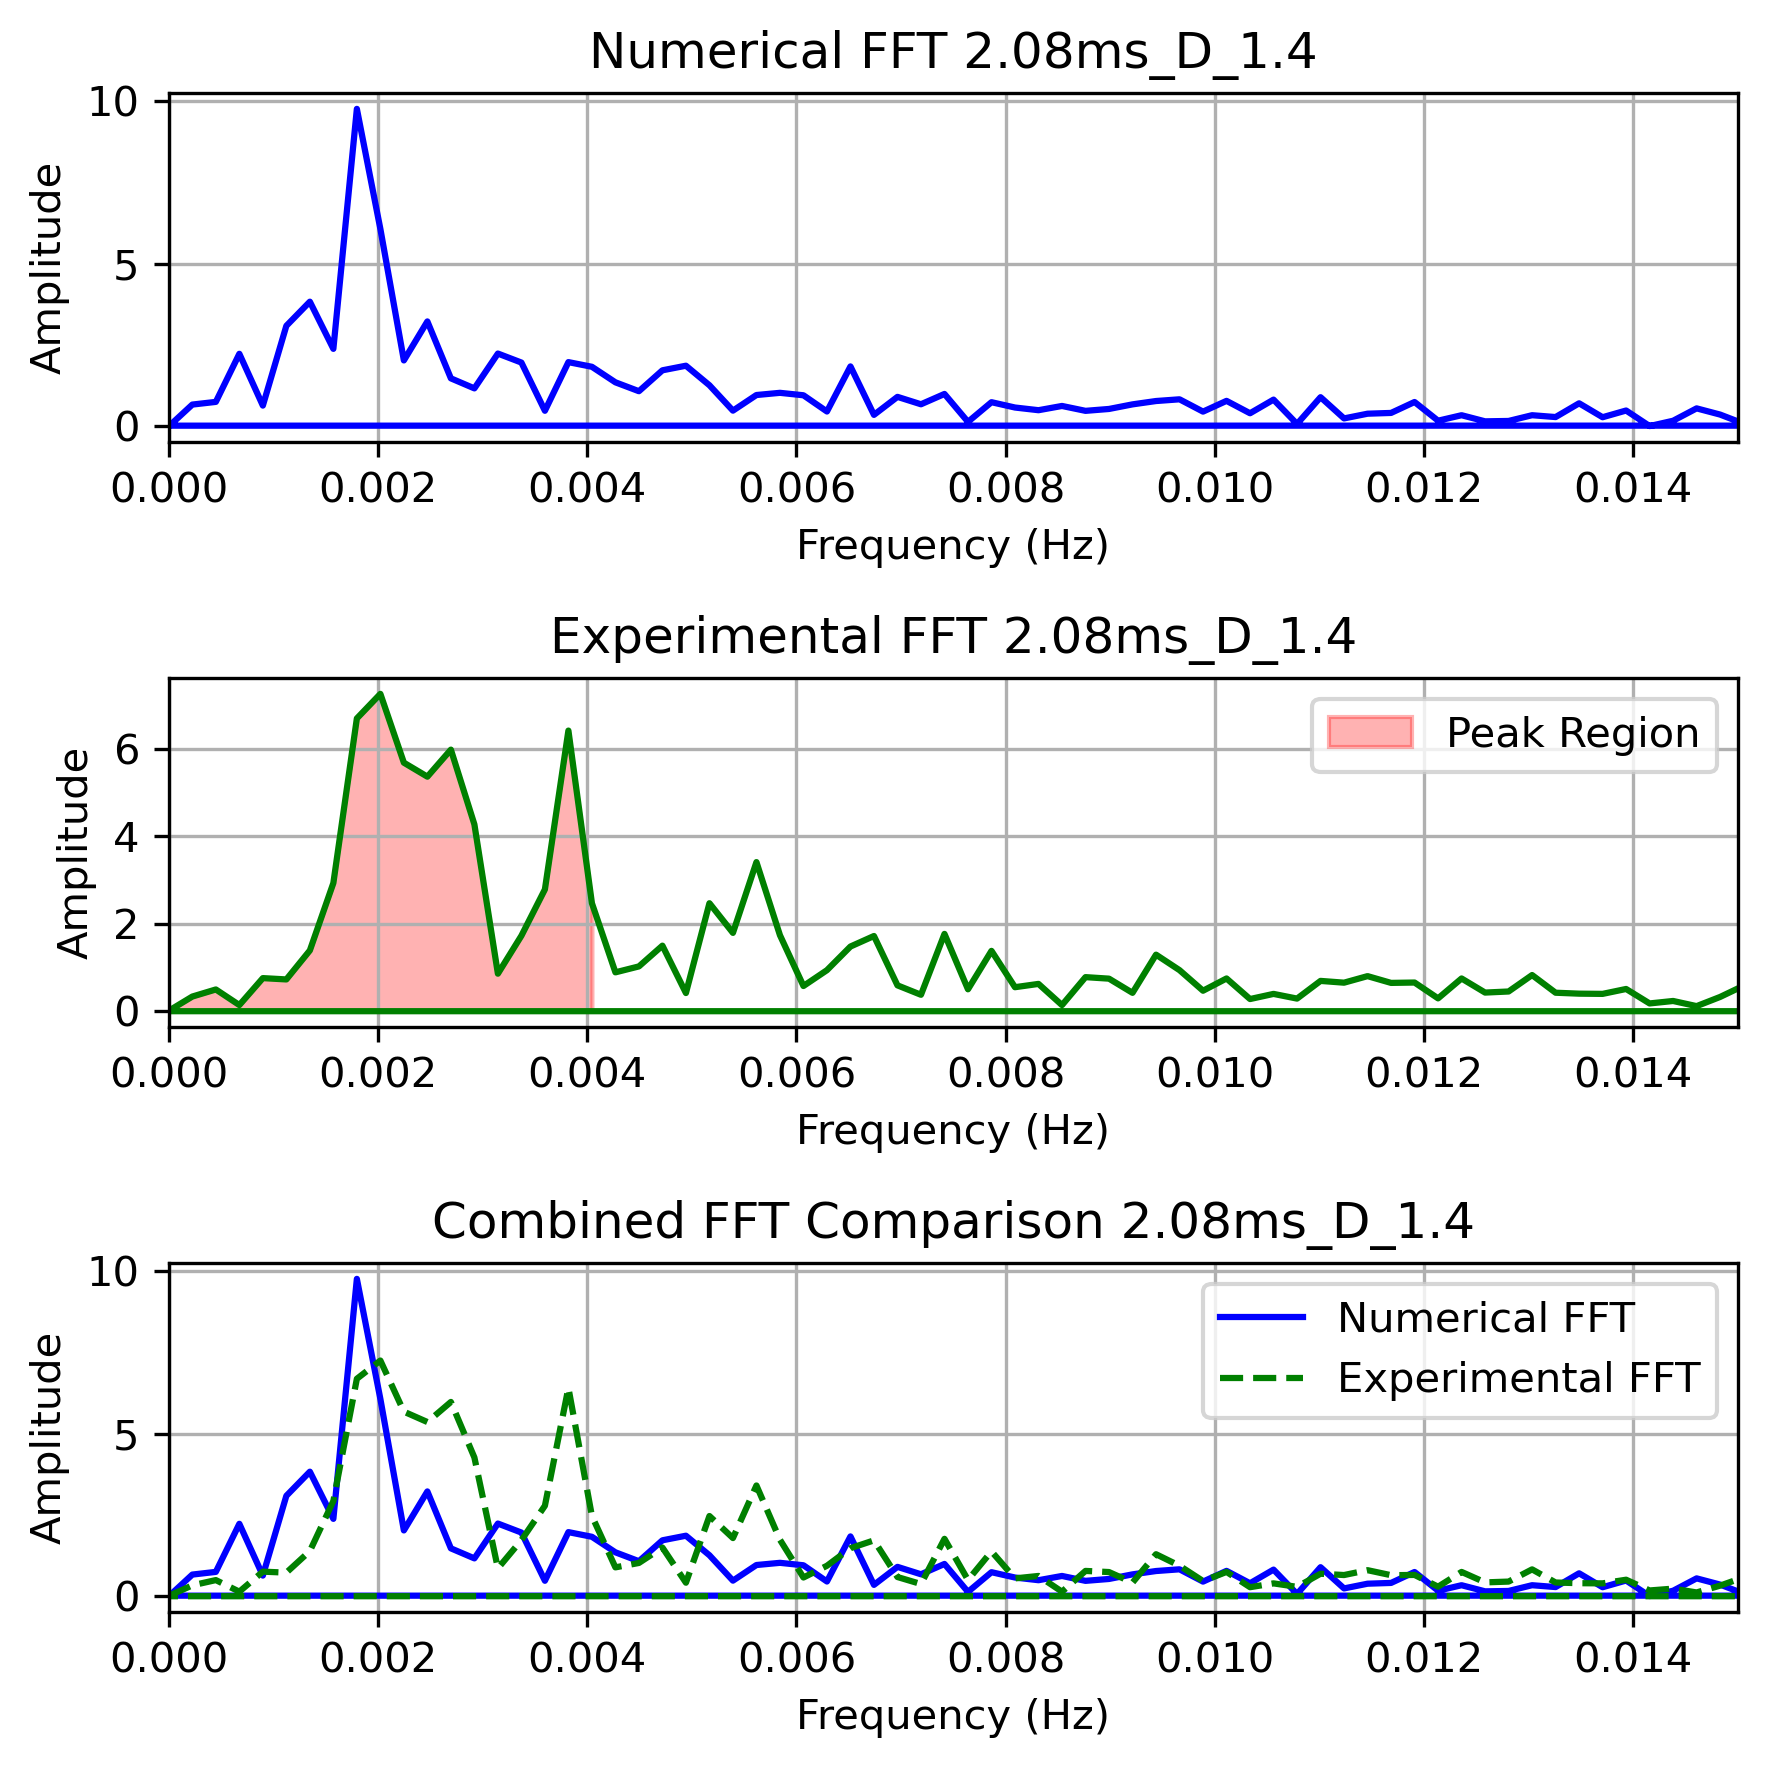 Numerical FFT 2.08ms_D_1.4
10
5
0
Amplitude
0.000 0.002 0.004 0.006 0.008 0.010 0.012 0.014
Frequency (Hz)
Experimental FFT 2.08ms_D_1.4
Peak Region
6
4
2
0
Amplitude
0.000 0.002 0.004 0.006 0.008 0.010 0.012 0.014
Frequency (Hz)
Combined FFT Comparison 2.08ms_D_1.4
Numerical FFT
Experimental FFT
10
5
0
Amplitude
0.000 0.002 0.004 0.006 0.008 0.010 0.012 0.014
Frequency (Hz)